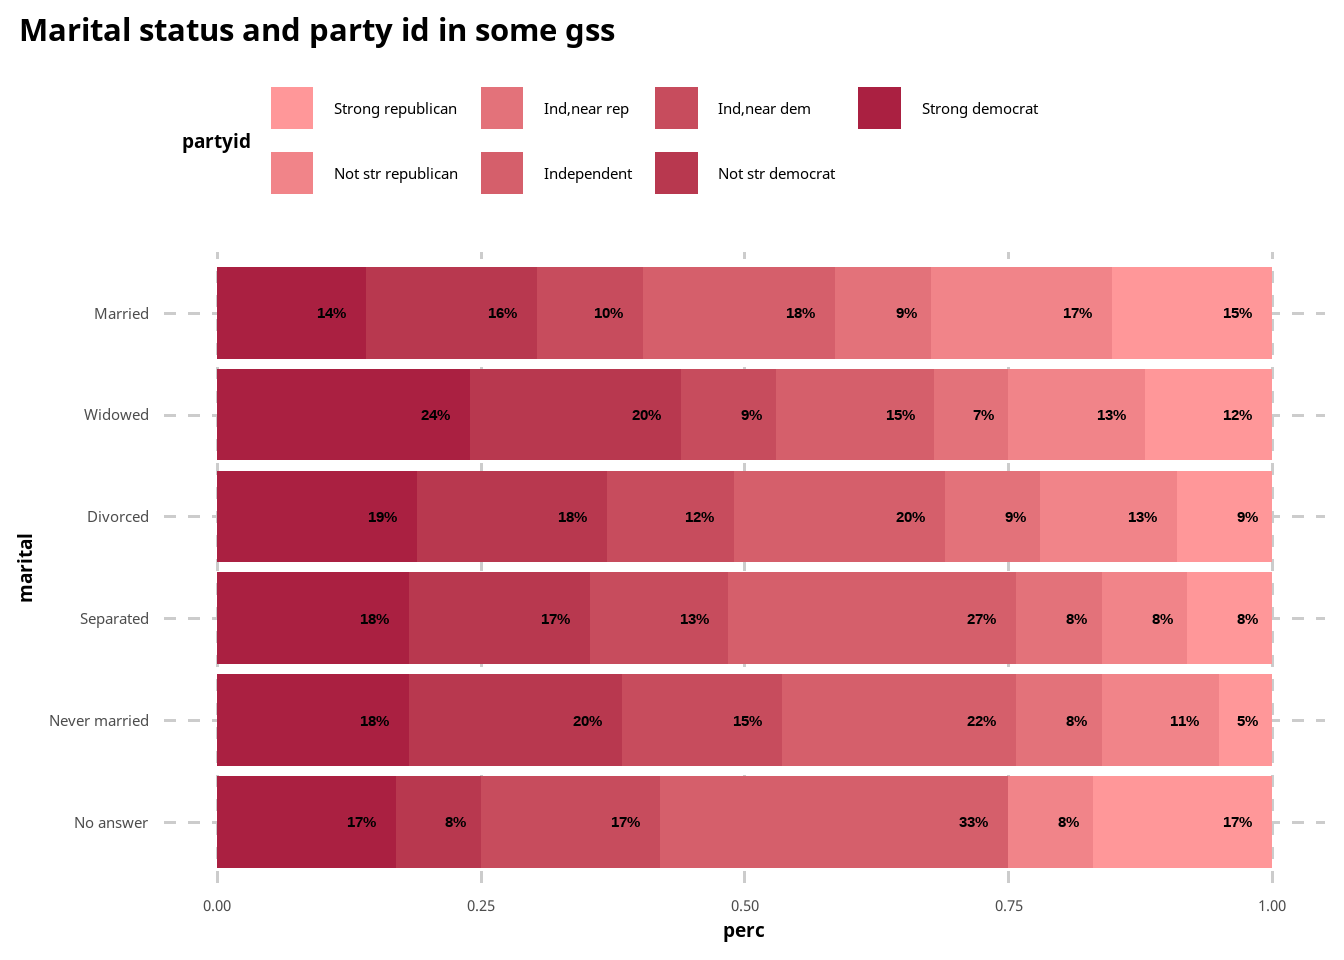 Marital status and party id in some gss
partyid
Strong republican Ind,near rep Ind,near dem Strong democrat
Not str republican Independent Not str democrat
marital
Married 14% 16% 10% 18% 9% 17% 15%
Widowed 24% 20% 9% 15% 7% 13% 12%
Divorced 19% 18% 12% 20% 9% 13% 9%
Separated 18% 17% 13% 27% 8% 8% 8%
Never married 18% 20% 15% 22% 8% 11% 5%
No answer 17% 8% 17% 33% 8% 17%
0.00 0.25 0.50 0.75 1.00
perc